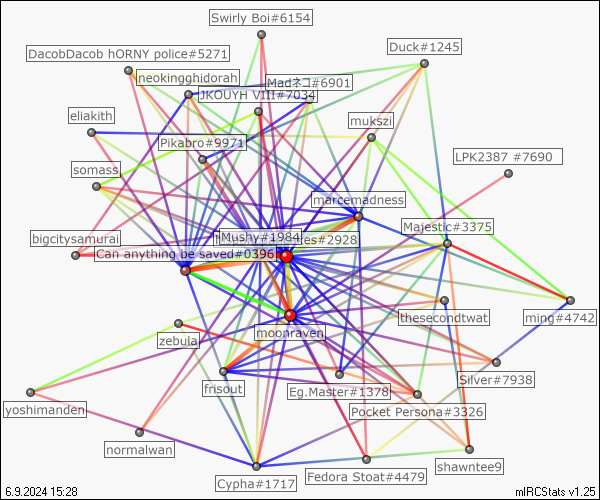 Swirly Boi#6154
Duck#1245
DacobDacob hORNY police#5271
neokingghidorah
Madネコ#6901
JKOUYH VIII#7034
eliakith
mukszi
Pikabro#9971
LPK2387 #7690
somass
marcemadness
Majestic#3375
bigcitysamurai
Mushy#1984
es#2928
Can anything be saved#0396
thesecondtwat
ming#4742
moonraven
zebula
Silver#7938
frisout
Eg.Master#1378
yoshimanden
Pocket Persona#3326
normalwan
shawntee9
Cypha#1717
Fedora Stoat#4479
6.9.2024 15:28
mIRCStats v1.25